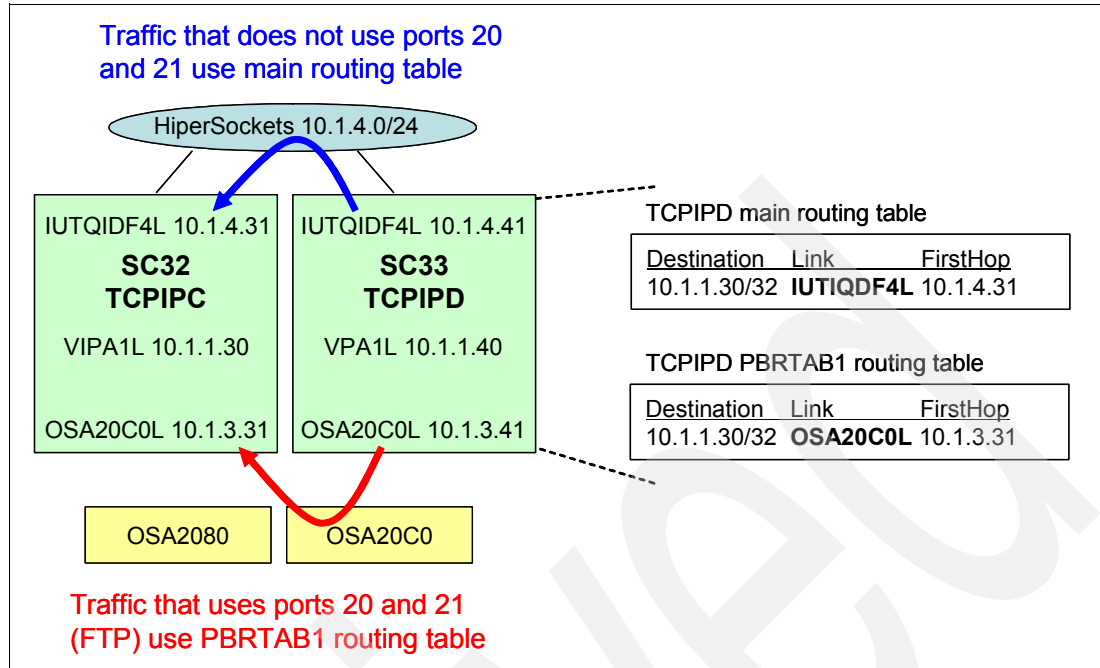 Traffic that does not use ports 20
and 21 use main routing table
HiperSockets 10.1.4.0/24
IUTQIDF4L 10.1.4.31
SC32
TCPIPC
VIPA1L 10.1.1.30
OSA20C0L 10.1.3.31
IUTQIDF4L 10.1.4.41
SC33
TCPIPD
VPA1L 10.1.1.40
OSA20C0L 10.1.3.41
TCPIPD main routing table
Destination Link FirstHop
10.1.1.30/32 IUTIQDF4L 10.1.4.31
TCPIPD PBRTAB1 routing table
Destination Link FirstHop
10.1.1.30/32 OSA20C0L 10.1.3.31
OSA2080
OSA20C0
Traffic that uses ports 20 and 21
(FTP) use PBRTAB1 routing table